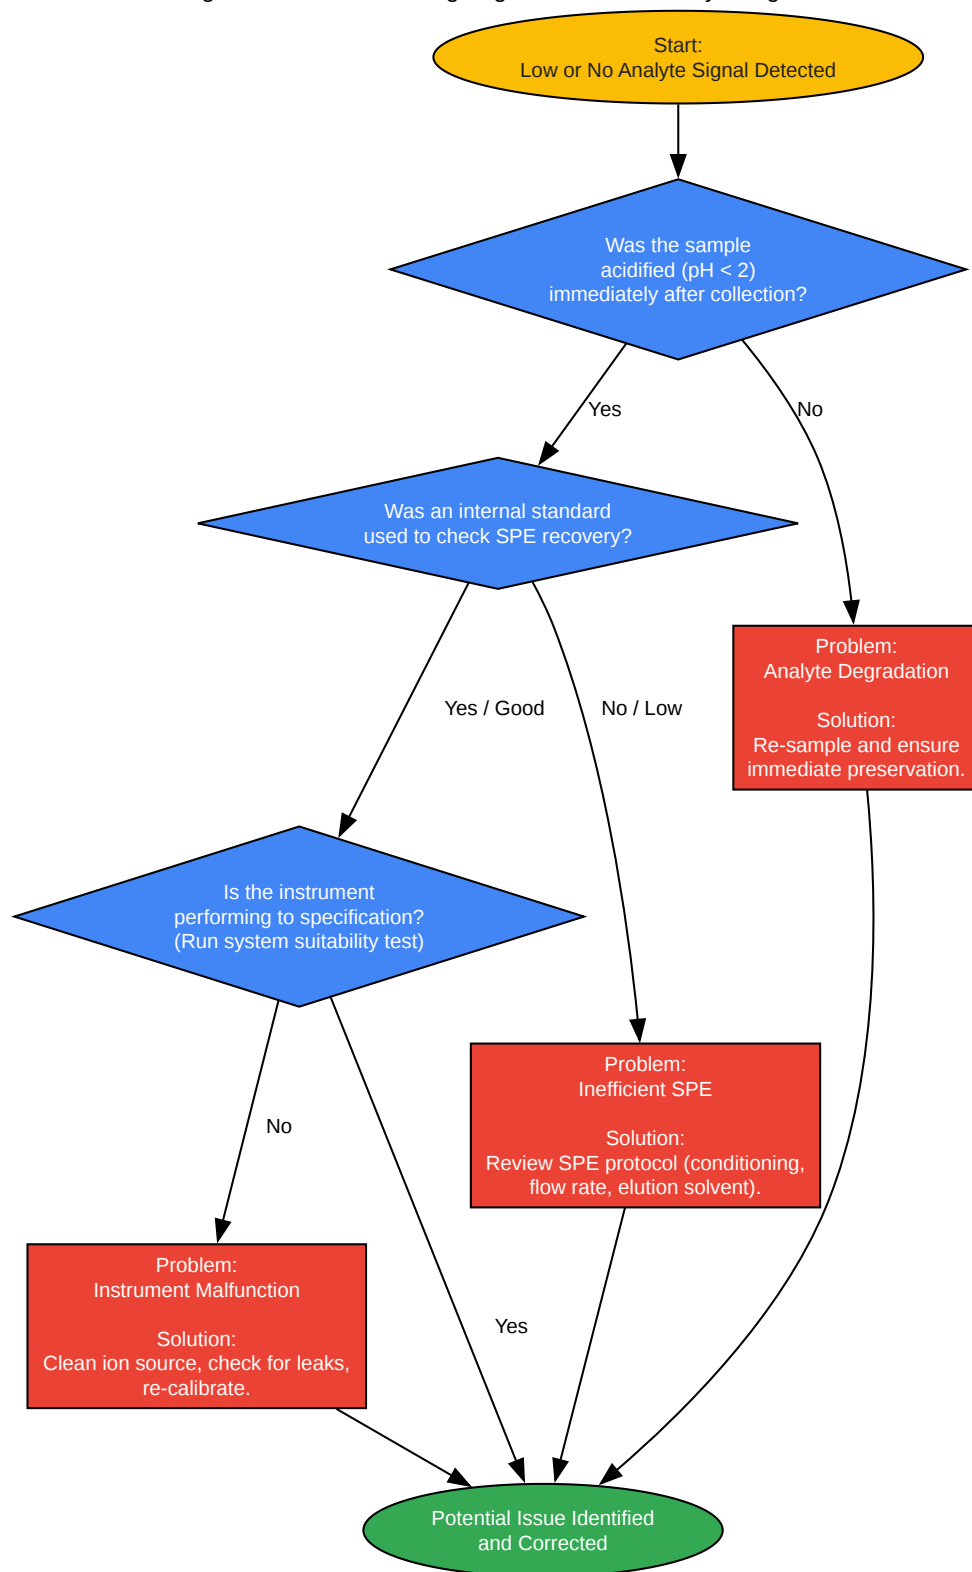 Start:
Low or No Analyte Signal Detected
Was the sample
acidified (pH < 2)
immediately after collection?
Yes
No
Was an internal standard
used to check SPE recovery?
Problem:
Analyte Degradation
Solution:
Re-sample and ensure
immediate preservation.
Yes / Good
No / Low
Is the instrument
performing to specification?
(Run system suitability test)
Problem:
Inefficient SPE
Solution:
Review SPE protocol (conditioning,
flow rate, elution solvent).
No
Problem:
Instrument Malfunction
Solution:
Clean ion source, check for leaks,
re-calibrate.
Yes
Potential Issue Identified
and Corrected